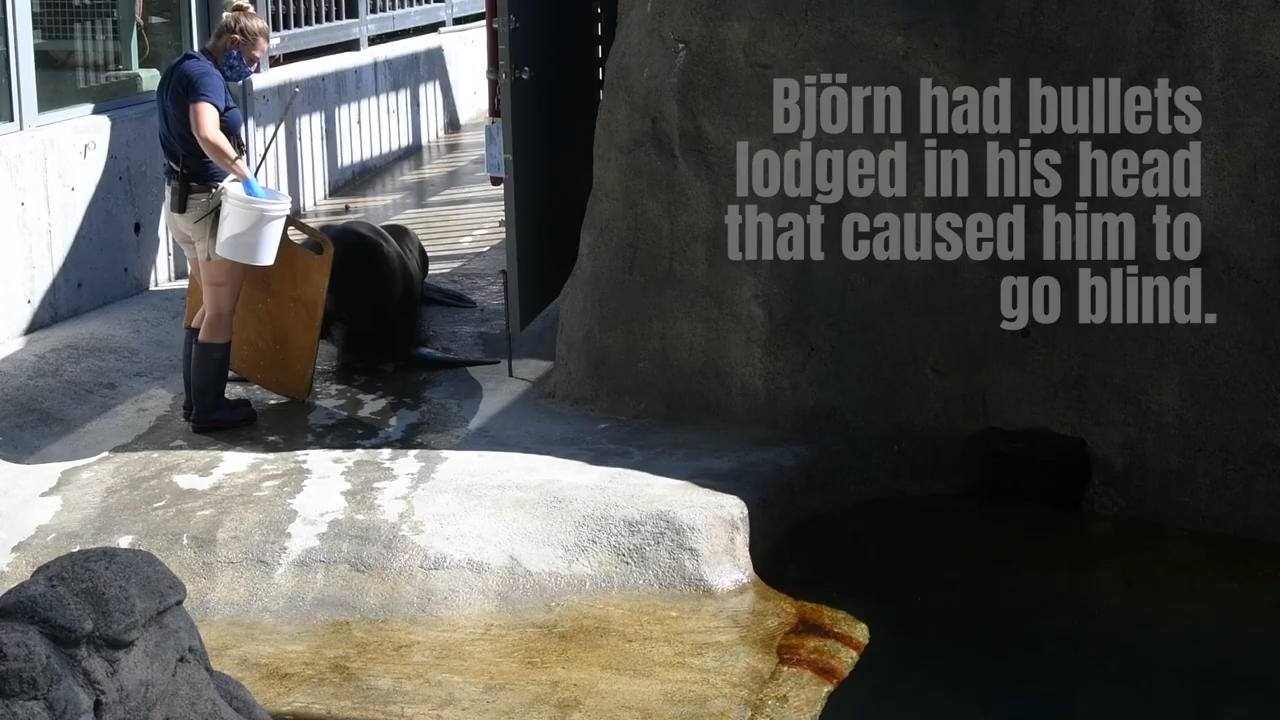 Björn had bullets
lodged in his head
that caused him to
go blind.